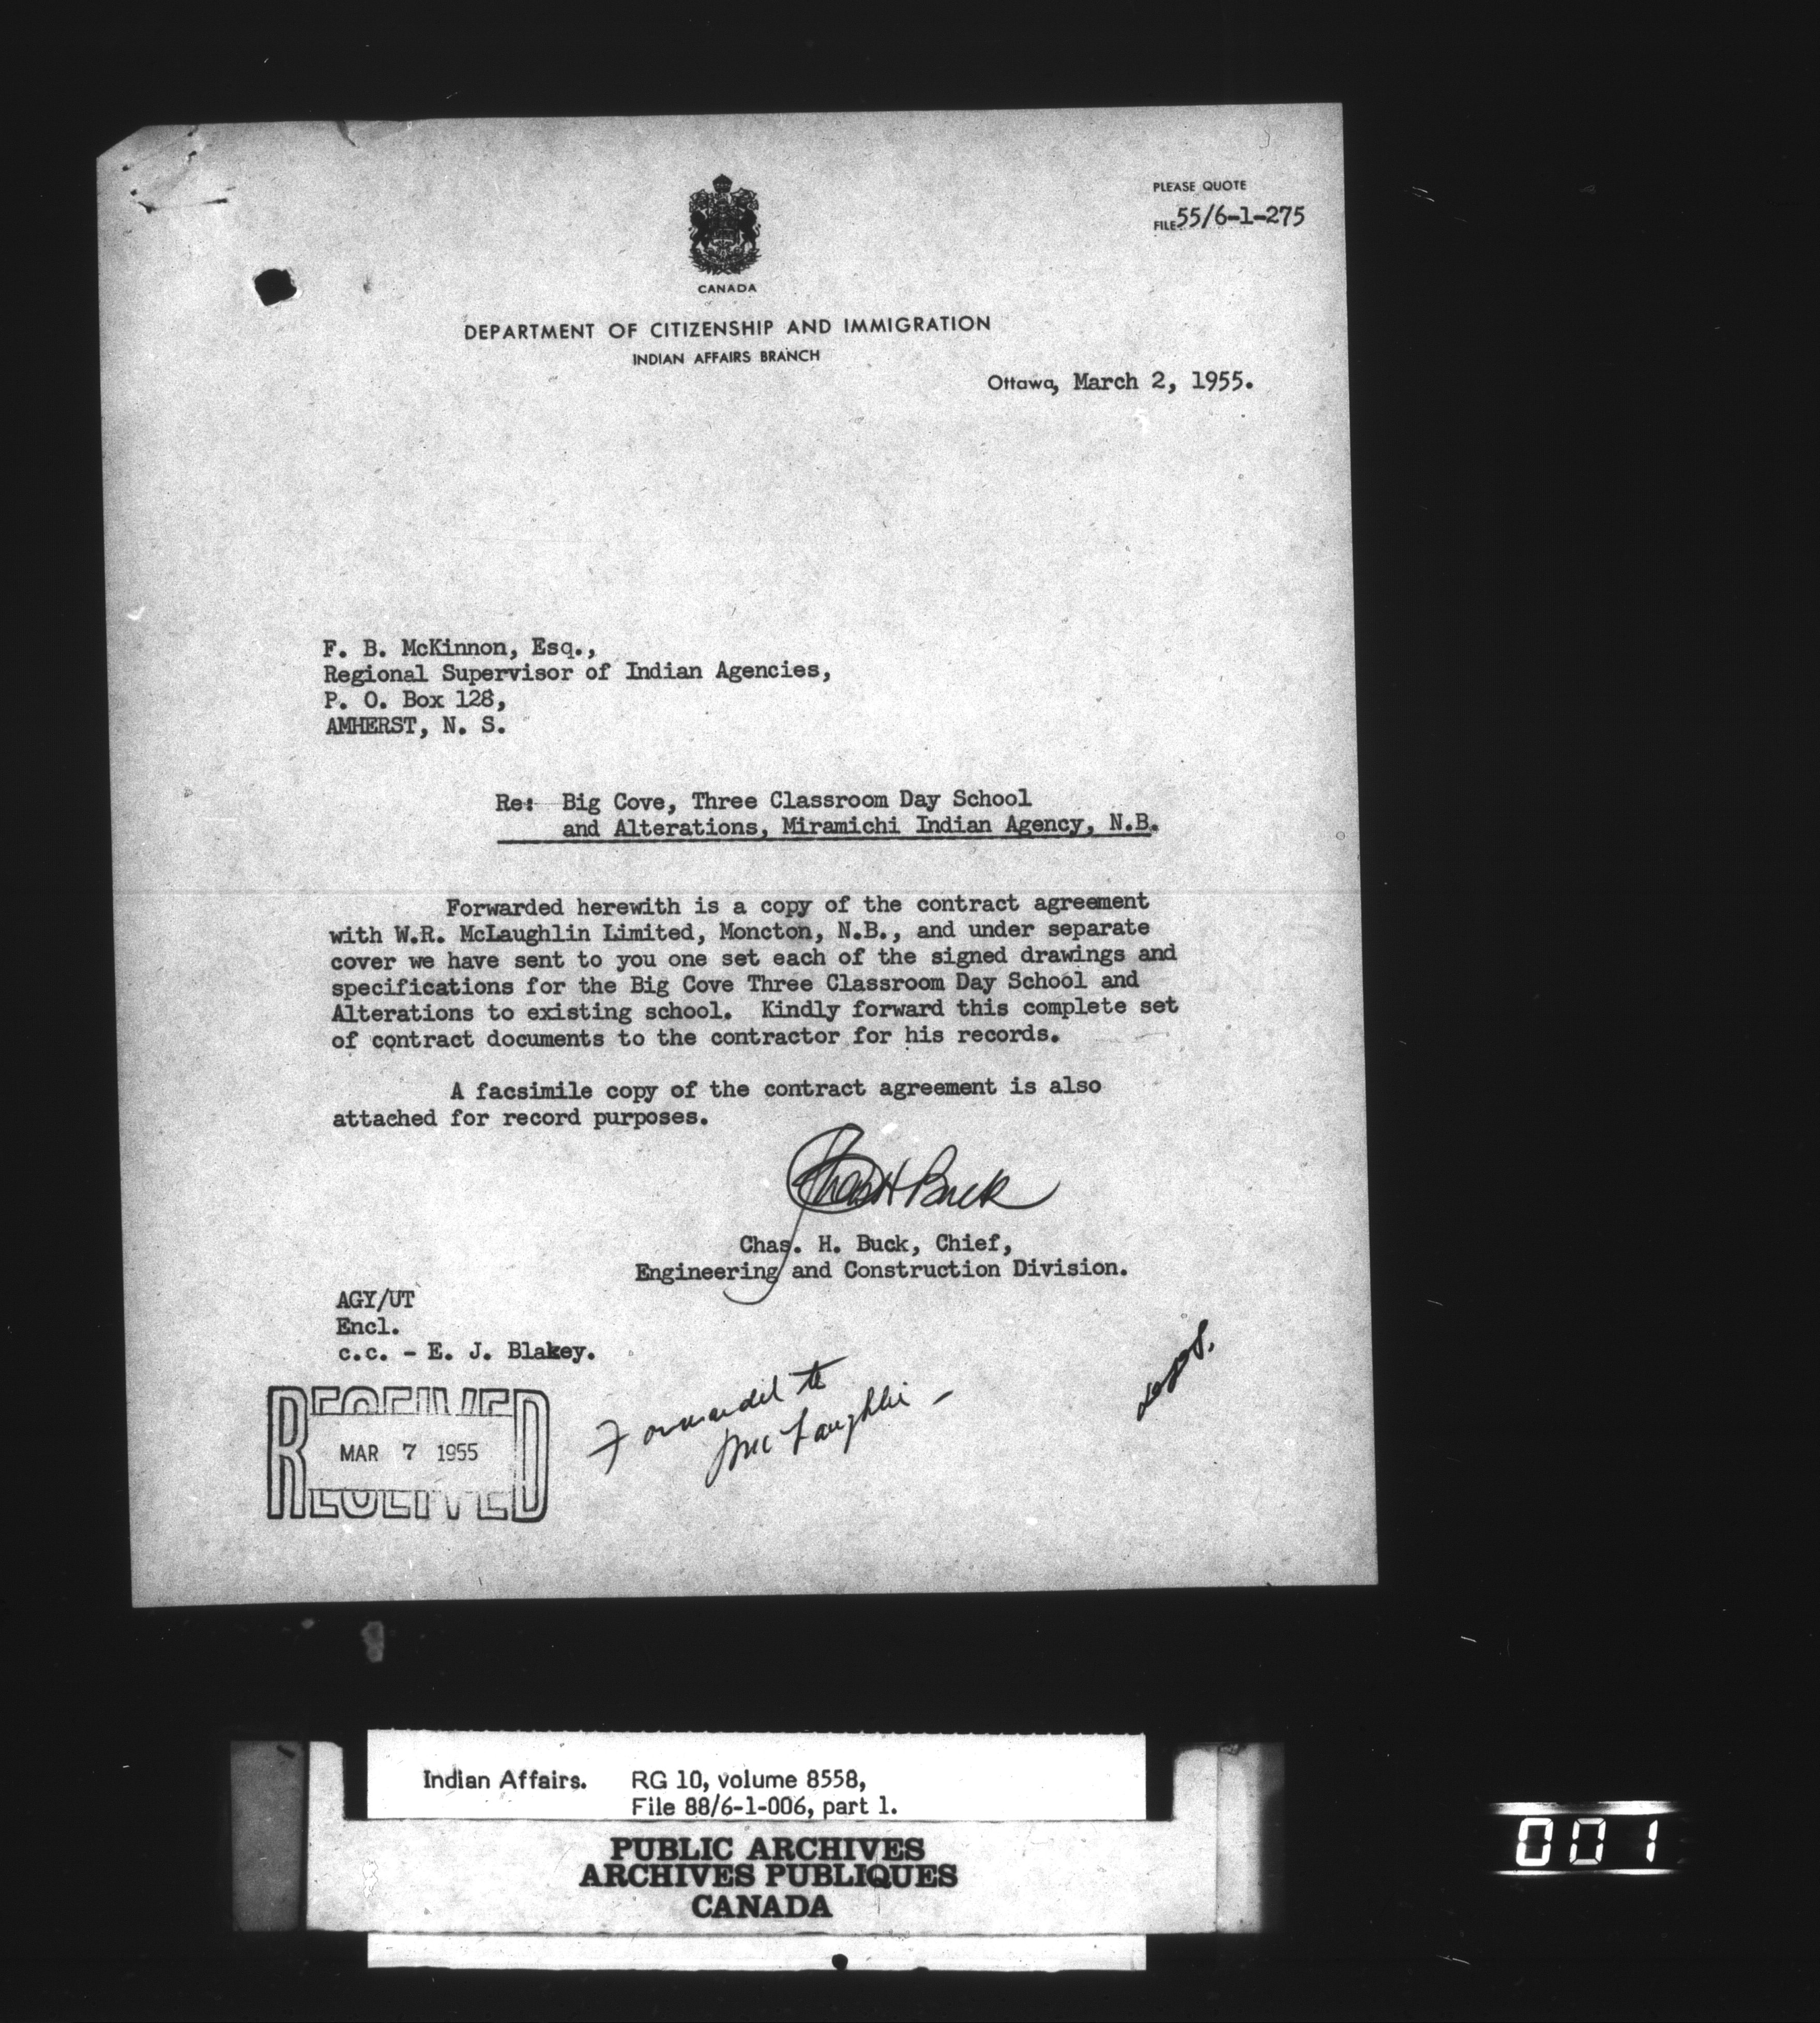 PLEASE QUOTE
FILE 55/6-1-275
CANADA
DEPARTMENT OF CITIZENSHIP AND IMMIGRATION
INDIAN AFFAIRS BRANCH
Ottawa, March 2, 1955.
F. B. McKinnon, Esq.,
Regional Supervisor of Indian Agencies,
P. O. Box 128,
AMHERST, N. S.
Re: Big Cove, Three Classroom Day School
and Alterations, Miramichi Indian Agency, N.B.
Forwarded herewith is a copy of the contract agreement
with W.R. McLaughlin Limited, Moncton, N.B., and under separate
cover we have sent to you one set each of the signed drawings and
specifications for the Big Cove Three Classroom Day School and
Alterations to existing school. Kindly forward this complete set
of contract documents to the contractor for his records.
A facsimile copy of the contract agreement is also
attached for record purposes.
Chas H Buck
Chas. H. Buck, Chief,
Engineering and Construction Division.
AGY/UT
Encl.
c.c. - E. J. Blakey.
RECEIVED
MAR 7 1955
RECEIVED
Forwarded to
McLaughlin -
Indian Affairs. RG 10, volume 8558,
File 88/6-1-006, part 1.
PUBLIC ARCHIVES
ARCHIVES PUBLIQUES
CANADA
001